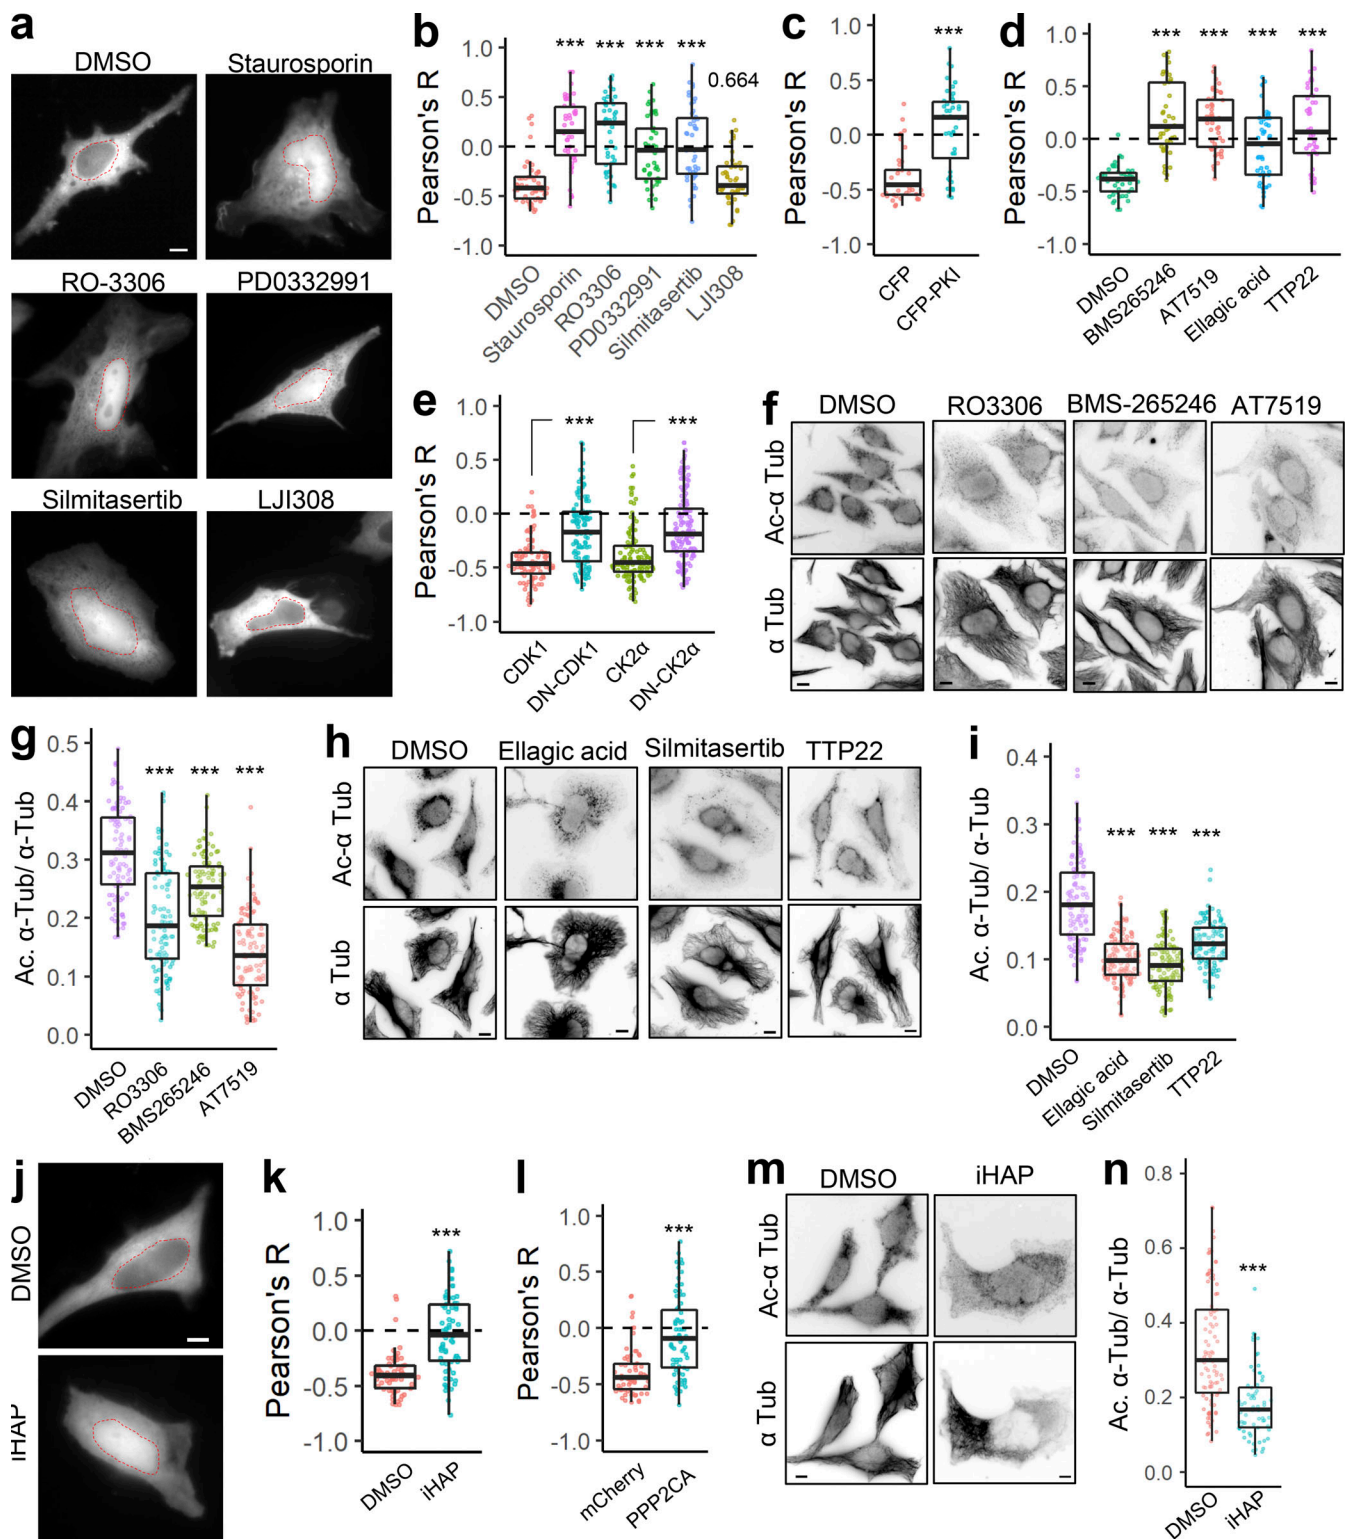 a
DMSO
Staurosporin
RO-3306
PD0332991
Silmitasertib
LJI308
b
Pearson's R
1.0
0.5
0.0
-0.5
-1.0
*** *** *** ***
0.664
DMSO
Staurosporin
RO3306
PD0332991
Silmitasertib
LJI308
c
Pearson's R
1.0
0.5
0.0
-0.5
-1.0
***
CFP
CFP-PKI
d
Pearson's R
1.0
0.5
0.0
-0.5
-1.0
*** *** *** ***
DMSO
BMS265246
AT7519
Ellagic acid
TTP22
e
Pearson's R
1.0
0.5
0.0
-0.5
-1.0
*** ***
CDK1
DN-CDK1
CK2α
DN-CK2α
f
DMSO
RO3306
BMS-265246
AT7519
Ac-α Tub
α Tub
g
Ac. α-Tub/ α-Tub
0.5
0.4
0.3
0.2
0.1
0.0
*** *** ***
DMSO
RO3306
BMS265246
AT7519
h
DMSO
Ellagic acid
Silmitasertib
TTP22
Ac-α Tub
α Tub
i
Ac. α-Tub/ α-Tub
0.4
0.3
0.2
0.1
0.0
*** *** ***
DMSO
Ellagic acid
Silmitasertib
TTP22
j
DMSO
iHAP
k
Pearson's R
1.0
0.5
0.0
-0.5
-1.0
***
DMSO
iHAP
l
Pearson's R
1.0
0.5
0.0
-0.5
-1.0
***
mCherry
PPP2CA
m
DMSO
iHAP
Ac-α Tub
α Tub
n
Ac. α-Tub/ α-Tub
0.8
0.6
0.4
0.2
0.0
***
DMSO
iHAP